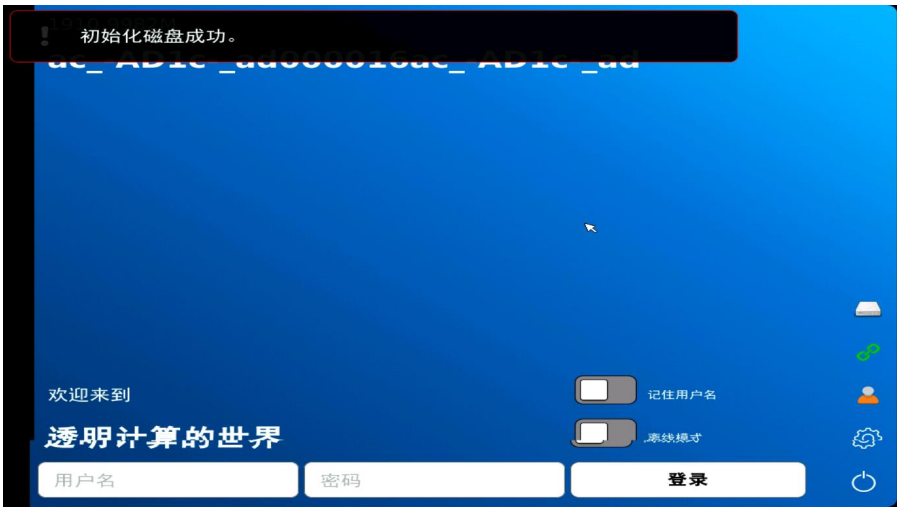 初始化磁盘成功。
欢迎来到
记住用户名
透明计算的世界
离线模式
用户名
密码
登录